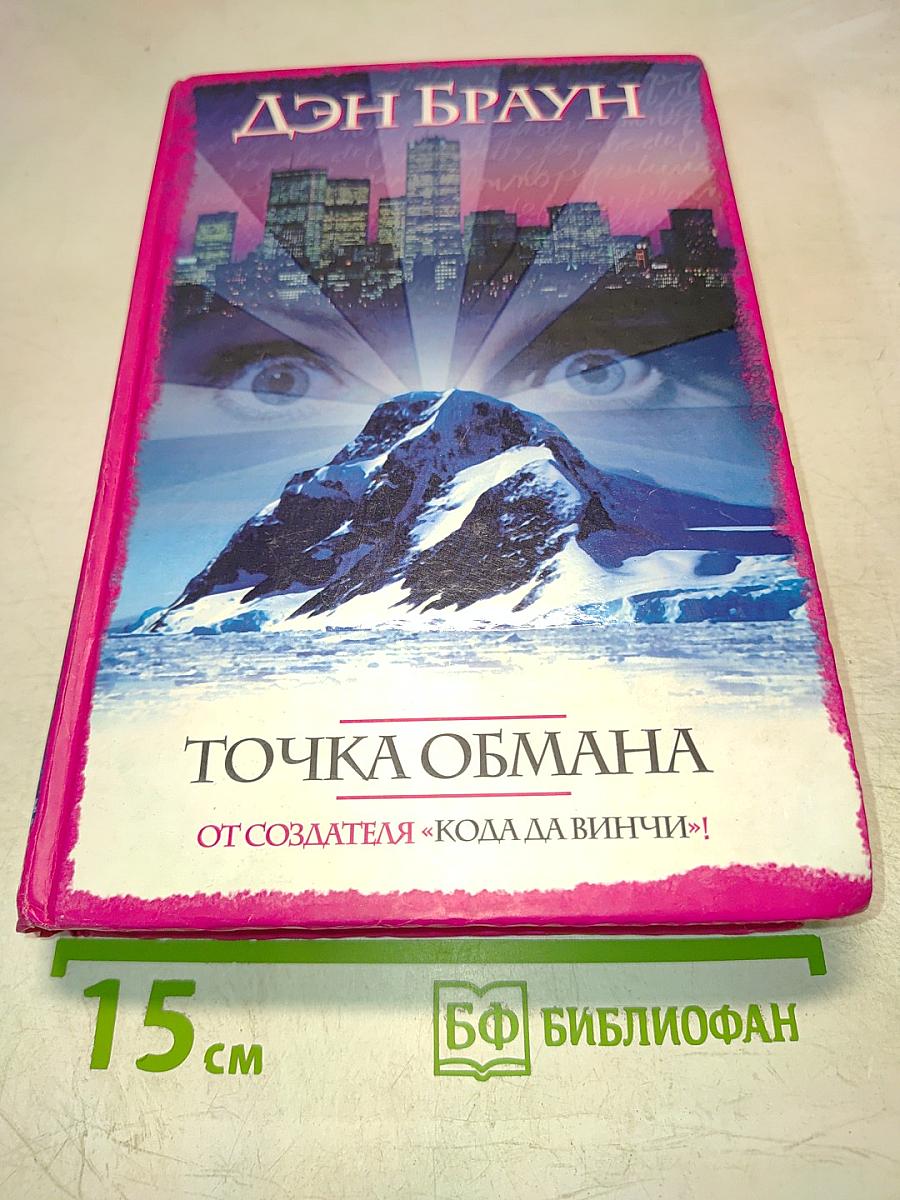 ДЭН БРАУН
ТОЧКА ОБМАНА
ОТ СОЗДАТЕЛЯ «КОДА ДА ВИНЧИ»!
15 см
БФ БИБЛИОФАН